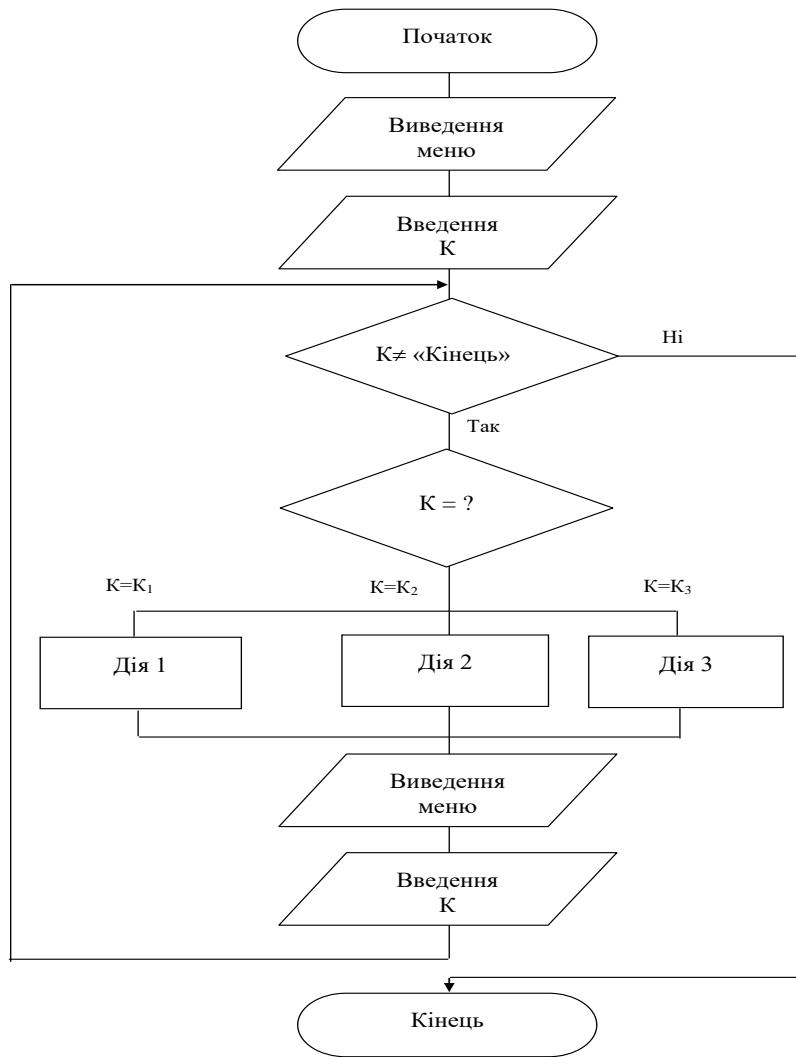 Початок
Виведення
меню
Введення
К
К≠ «Кінець»
Ні
Так
К = ?
К=К₁
К=К₂
К=К₃
Дія 1
Дія 2
Дія 3
Виведення
меню
Введення
К
Кінець